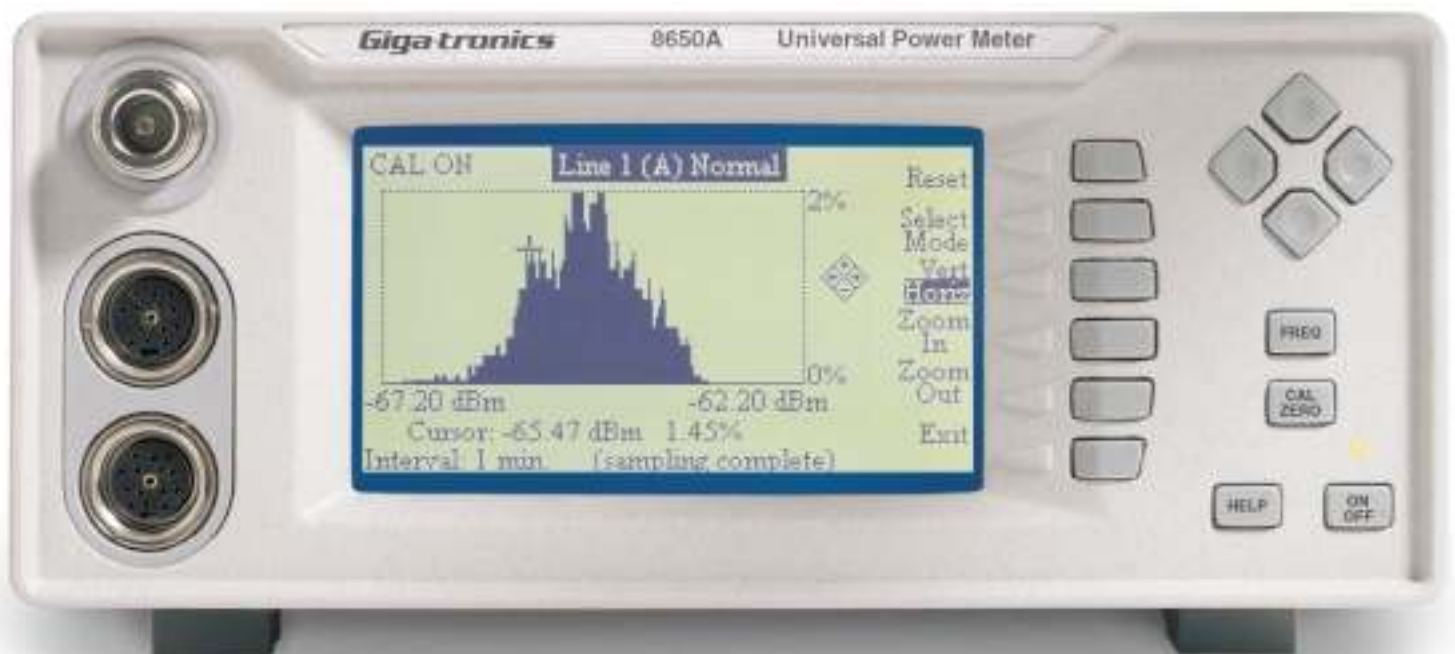 Giga-tronics 8650A Universal Power Meter
CAL ON Line 1 (A) Normal
2%
0%
-67.20 dBm -62.20 dBm
Cursor: -65.47 dBm 1.45%
Interval: 1 min. (sampling complete)
Reset
Select
Mode
Vert
Horz
Zoom
In
Zoom
Out
Exit
FREQ
CAL
ZERO
HELP
ON
OFF